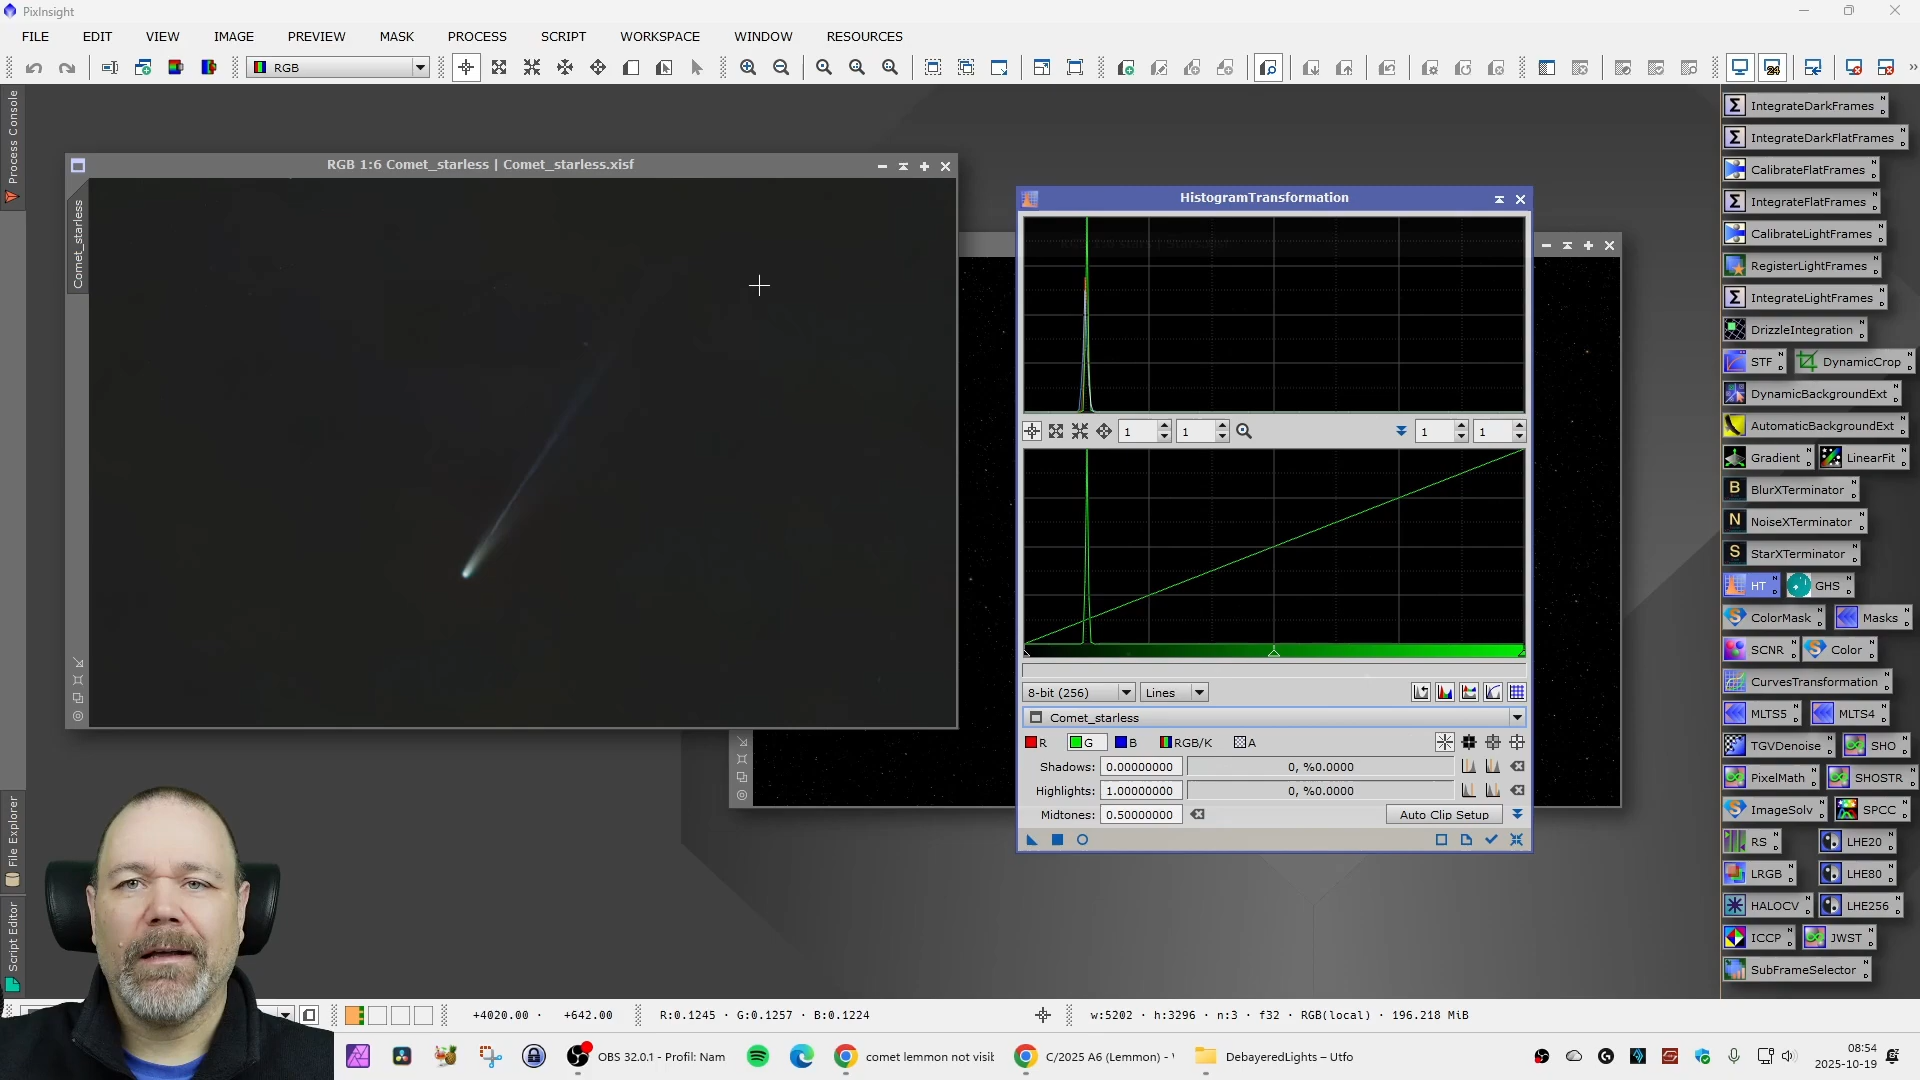 PixInsight
FILE EDIT VIEW IMAGE PREVIEW MASK PROCESS SCRIPT WORKSPACE WINDOW RESOURCES
RGB
24
Process Console
File Explorer
Script Editor
RGB 1:6 Comet_starless | Comet_starless.xisf
Comet_starless
HistogramTransformation
1 1 1 1
8-bit (256) Lines
Comet_starless
R G B RGB/K A
Shadows: 0.00000000 0, %0.0000
Highlights: 1.00000000 0, %0.0000
Midtones: 0.50000000 Auto Clip Setup
IntegrateDarkFrames
IntegrateDarkFlatFrames
CalibrateFlatFrames
IntegrateFlatFrames
CalibrateLightFrames
RegisterLightFrames
IntegrateLightFrames
DrizzleIntegration
STF DynamicCrop
DynamicBackgroundExt
AutomaticBackgroundExt
Gradient LinearFit
B BlurXTerminator
N NoiseXTerminator
S StarXTerminator
HT GHS
ColorMask Masks
SCNR Color
CurvesTransformation
MLTS5 MLTS4
TGVDenoise SHO
PixelMath SHOSTR
ImageSolv SPCC
RS LHE20
LRGB LHE80
HALOCV LHE256
ICCP JWST
SubFrameSelector
+4020.00 · +642.00 R:0.1245 · G:0.1257 · B:0.1224 w:5202 · h:3296 · n:3 · f32 · RGB(local) · 196.218 MiB
OBS 32.0.1 - Profil: Nam
comet lemmon not visit
C/2025 A6 (Lemmon) -
DebayeredLights – Utfo
08:54
2025-10-19